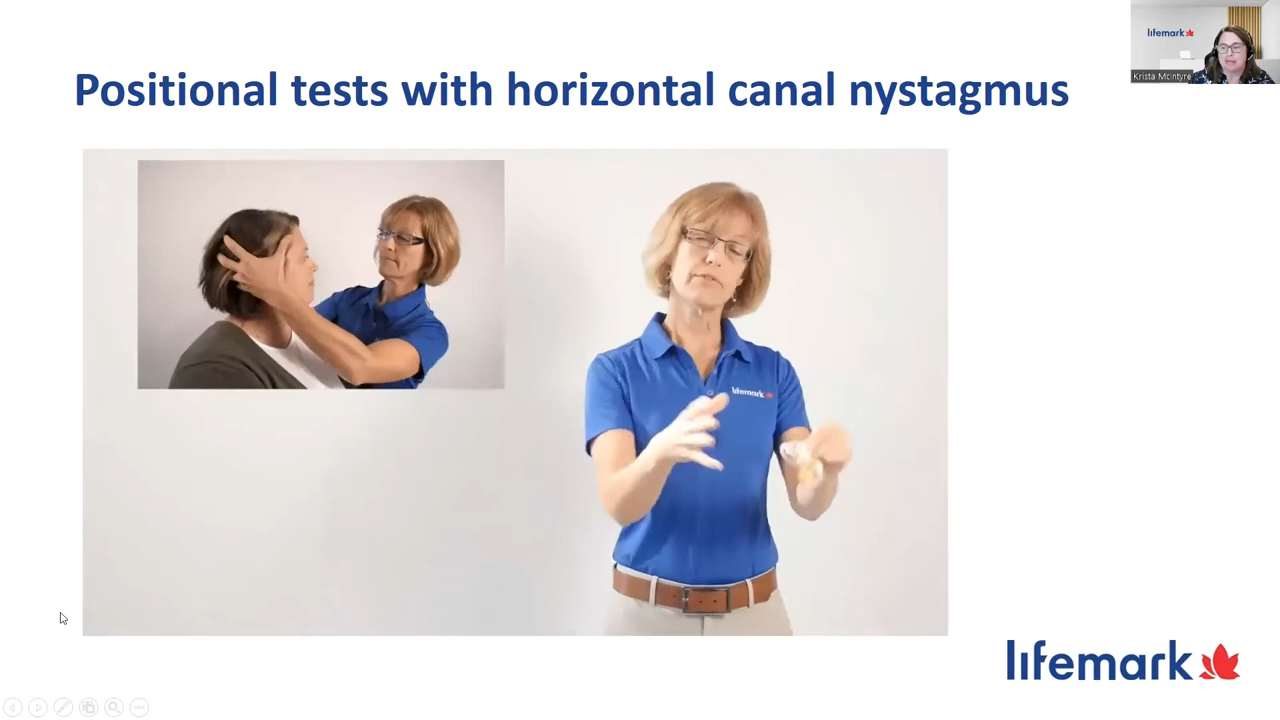 Positional tests with horizontal canal nystagmus
lifemark
Krista McIntyre
lifemark
lifemark